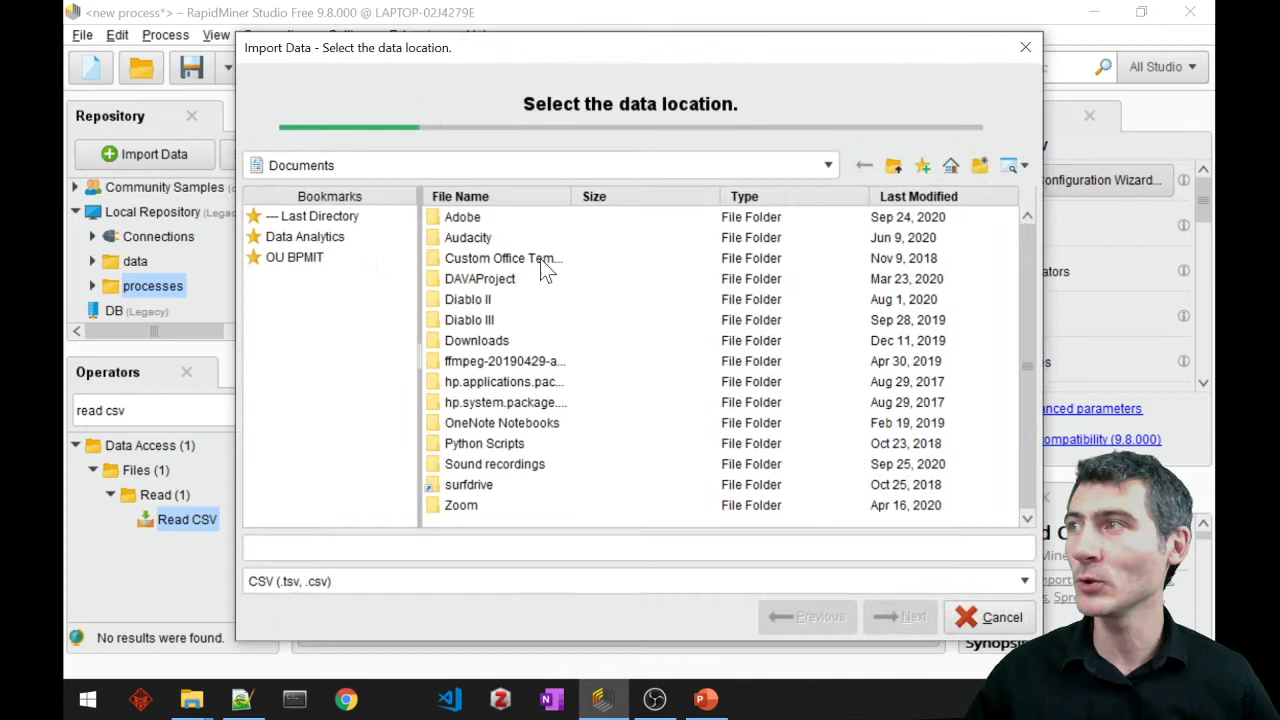 <new process*> – RapidMiner Studio Free 9.8.000 @ LAPTOP-02J4279E
File Edit Process View
Import Data - Select the data location.
All Studio
Select the data location.
Repository
Import Data
Community Samples
Local Repository (Legac
Connections
data
processes
DB (Legacy)
Documents
Bookmarks
--- Last Directory
Data Analytics
OU BPMIT
File Name Size Type Last Modified
Adobe File Folder Sep 24, 2020
Audacity File Folder Jun 9, 2020
Custom Office Tem... File Folder Nov 9, 2018
DAVAProject File Folder Mar 23, 2020
Diablo II File Folder Aug 1, 2020
Diablo III File Folder Sep 28, 2019
Downloads File Folder Dec 11, 2019
ffmpeg-20190429-a... File Folder Apr 30, 2019
hp.applications.pac... File Folder Aug 29, 2017
hp.system.package.... File Folder Aug 29, 2017
OneNote Notebooks File Folder Feb 19, 2019
Python Scripts File Folder Oct 23, 2018
Sound recordings File Folder Sep 25, 2020
surfdrive File Folder Oct 25, 2018
Zoom File Folder Apr 16, 2020
CSV (.tsv, .csv)
Previous Next Cancel
Operators
read csv
Data Access (1)
Files (1)
Read (1)
Read CSV
No results were found.
onfiguration Wizard...
ators
es
anced parameters
ompatibility (9.8.000)
Synopsis